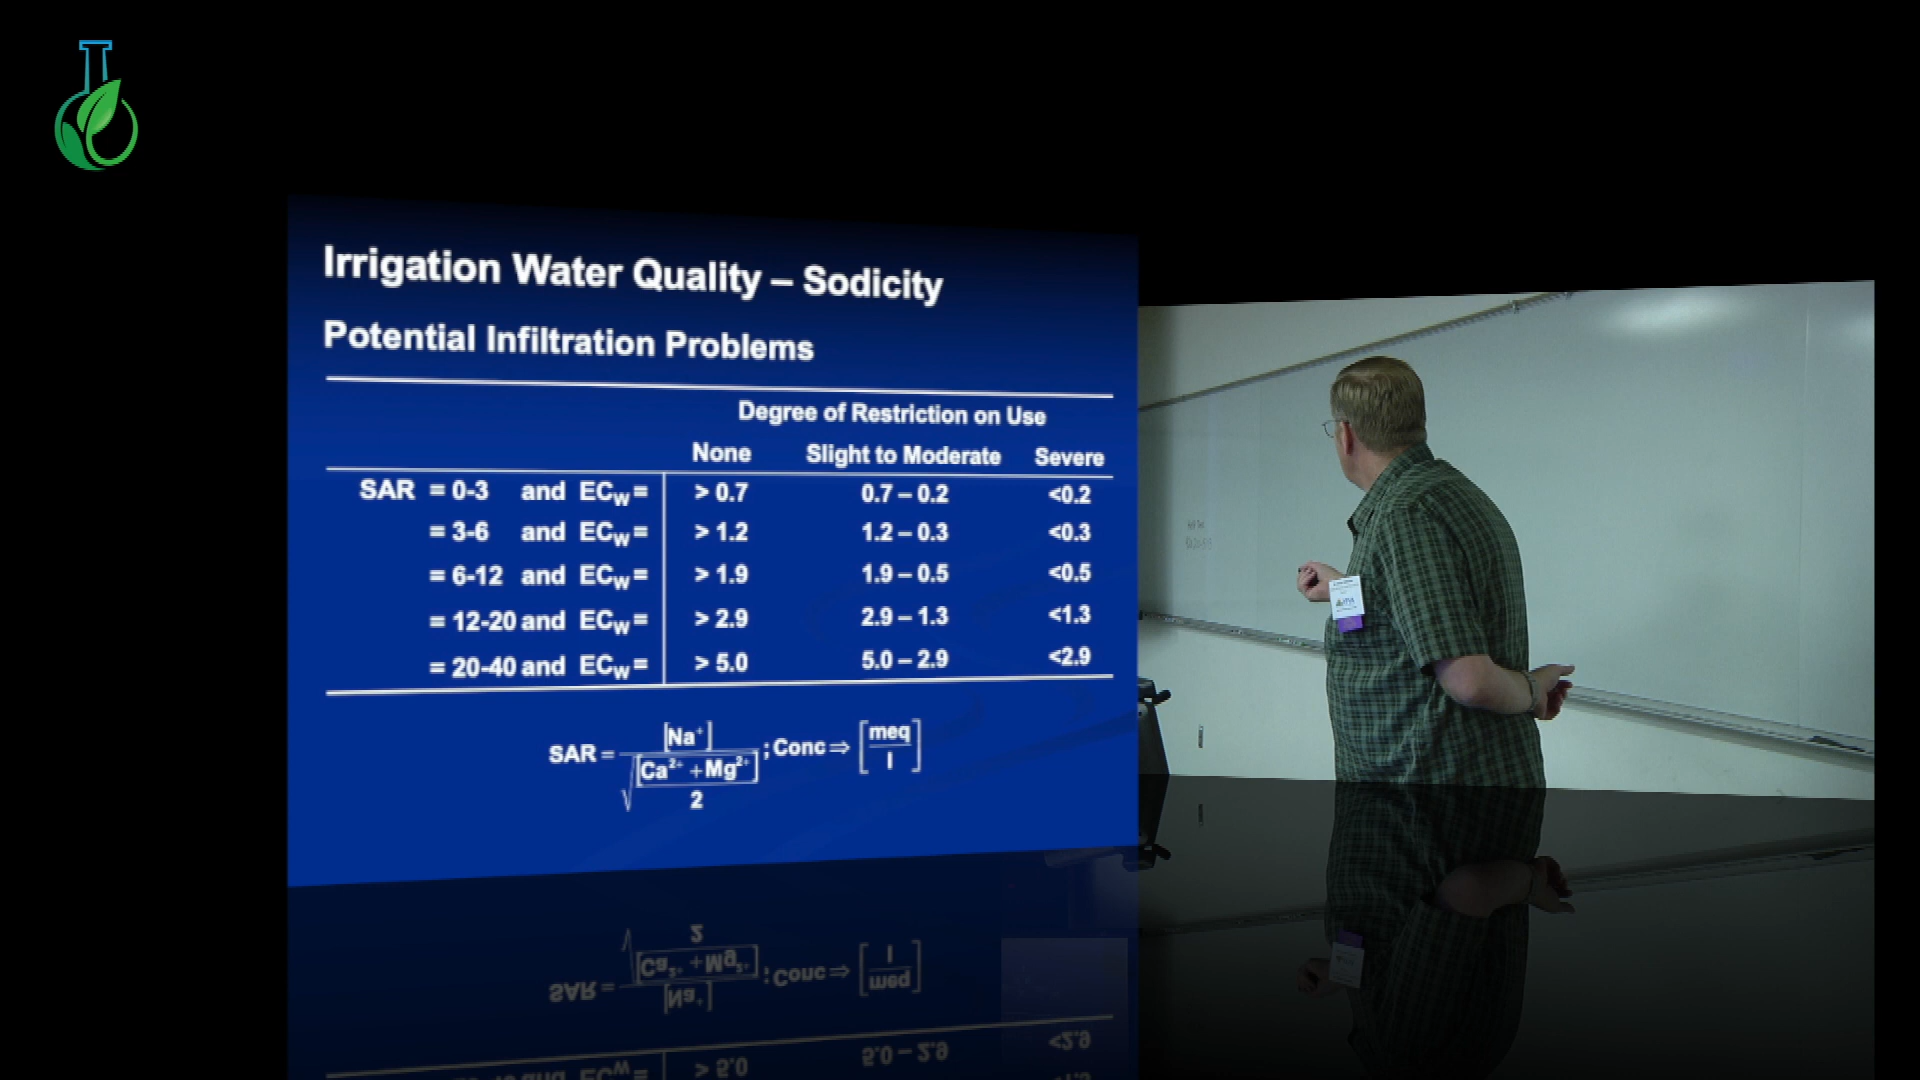 Irrigation Water Quality – Sodicity
Potential Infiltration Problems
Degree of Restriction on Use
None Slight to Moderate Severe
SAR = 0-3 and ECW = > 0.7 0.7 – 0.2 <0.2
= 3-6 and ECW = > 1.2 1.2 – 0.3 <0.3
= 6-12 and ECW = > 1.9 1.9 – 0.5 <0.5
= 12-20 and ECW = > 2.9 2.9 – 1.3 <1.3
= 20-40 and ECW = > 5.0 5.0 – 2.9 <2.9
SAR = [Na⁺] / √([Ca²⁺ + Mg²⁺] / 2) ; Conc ⇒ [meq / l]